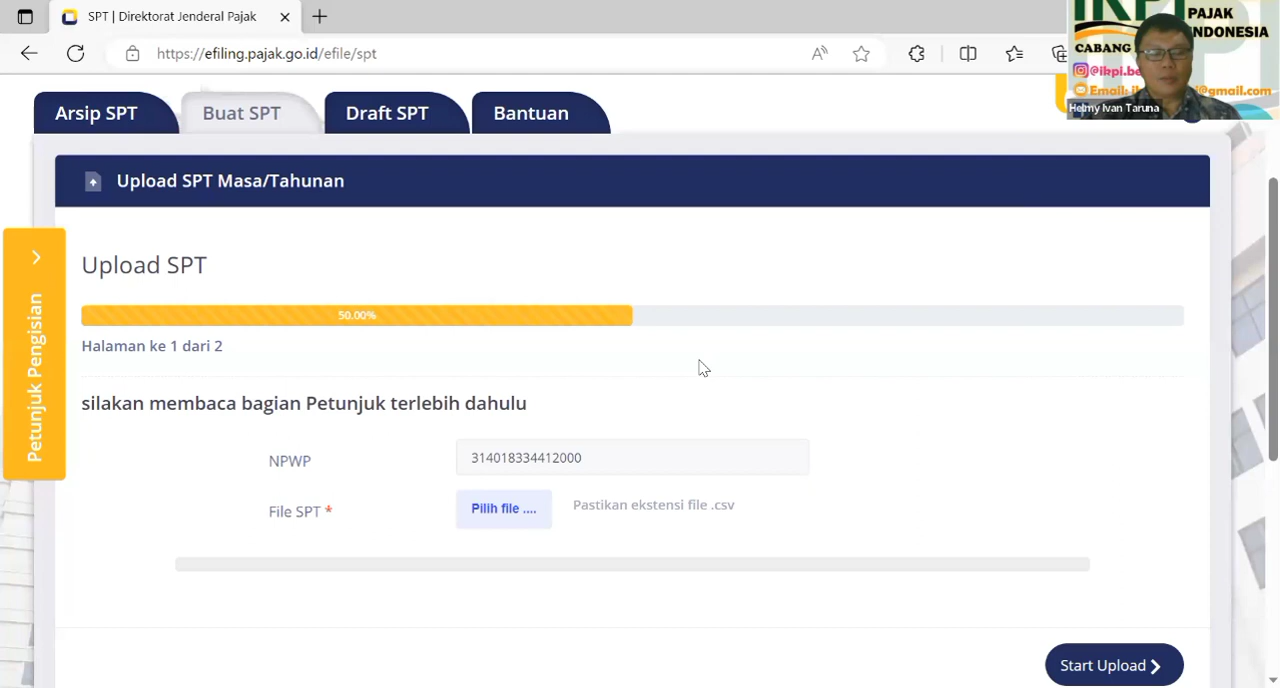 SPT | Direktorat Jenderal Pajak
https://efiling.pajak.go.id/efile/spt
PAJAK
INDONESIA
CABANG
@ikpi.be
Email: i
@gmail.com
Helmy Ivan Taruna
Arsip SPT
Buat SPT
Draft SPT
Bantuan
Upload SPT Masa/Tahunan
Petunjuk Pengisian
Upload SPT
50.00%
Halaman ke 1 dari 2
silakan membaca bagian Petunjuk terlebih dahulu
NPWP
314018334412000
File SPT *
Pilih file ....
Pastikan ekstensi file .csv
Start Upload